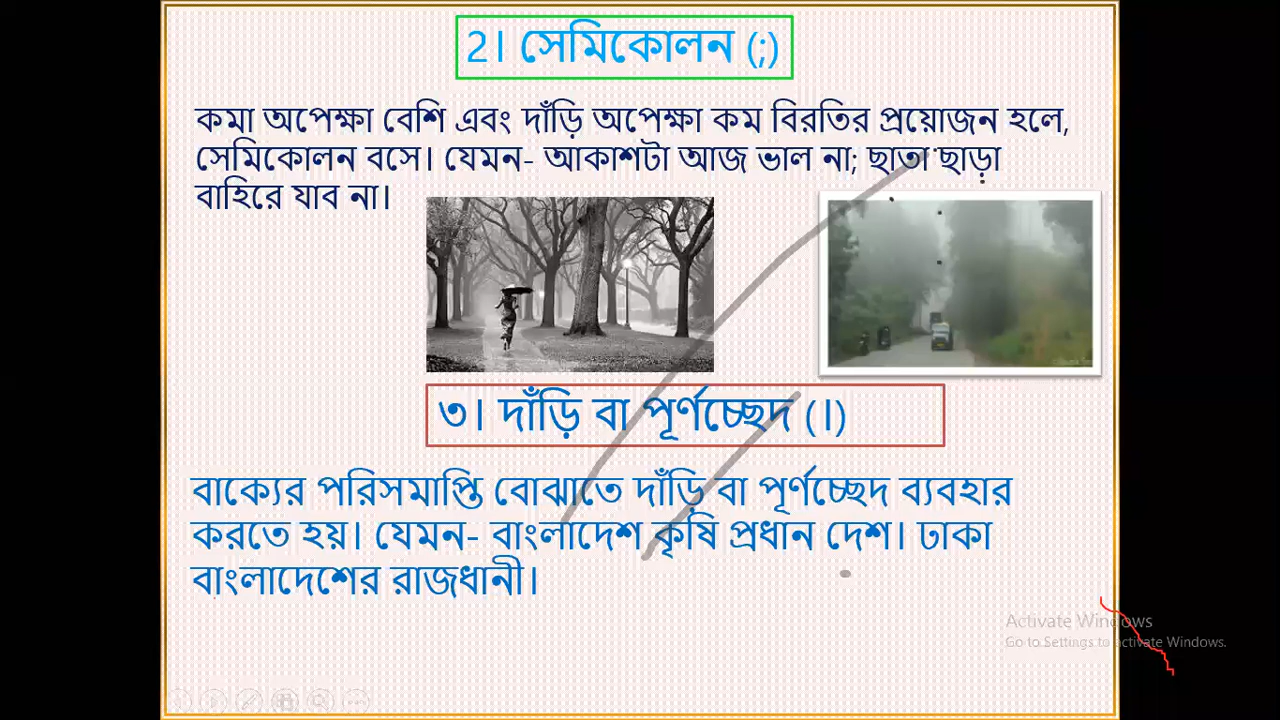 2। সেমিকোলন (;)
কমা অপেক্ষা বেশি এবং দাঁড়ি অপেক্ষা কম বিরতির প্রয়োজন হলে,
সেমিকোলন বসে। যেমন- আকাশটা আজ ভাল না; ছাতা ছাড়া
বাহিরে যাব না।
৩। দাঁড়ি বা পূর্ণচ্ছেদ (।)
বাক্যের পরিসমাপ্তি বোঝাতে দাঁড়ি বা পূর্ণচ্ছেদ ব্যবহার
করতে হয়। যেমন- বাংলাদেশ কৃষি প্রধান দেশ। ঢাকা
বাংলাদেশের রাজধানী।
Activate Windows
Go to Settings to activate Windows.